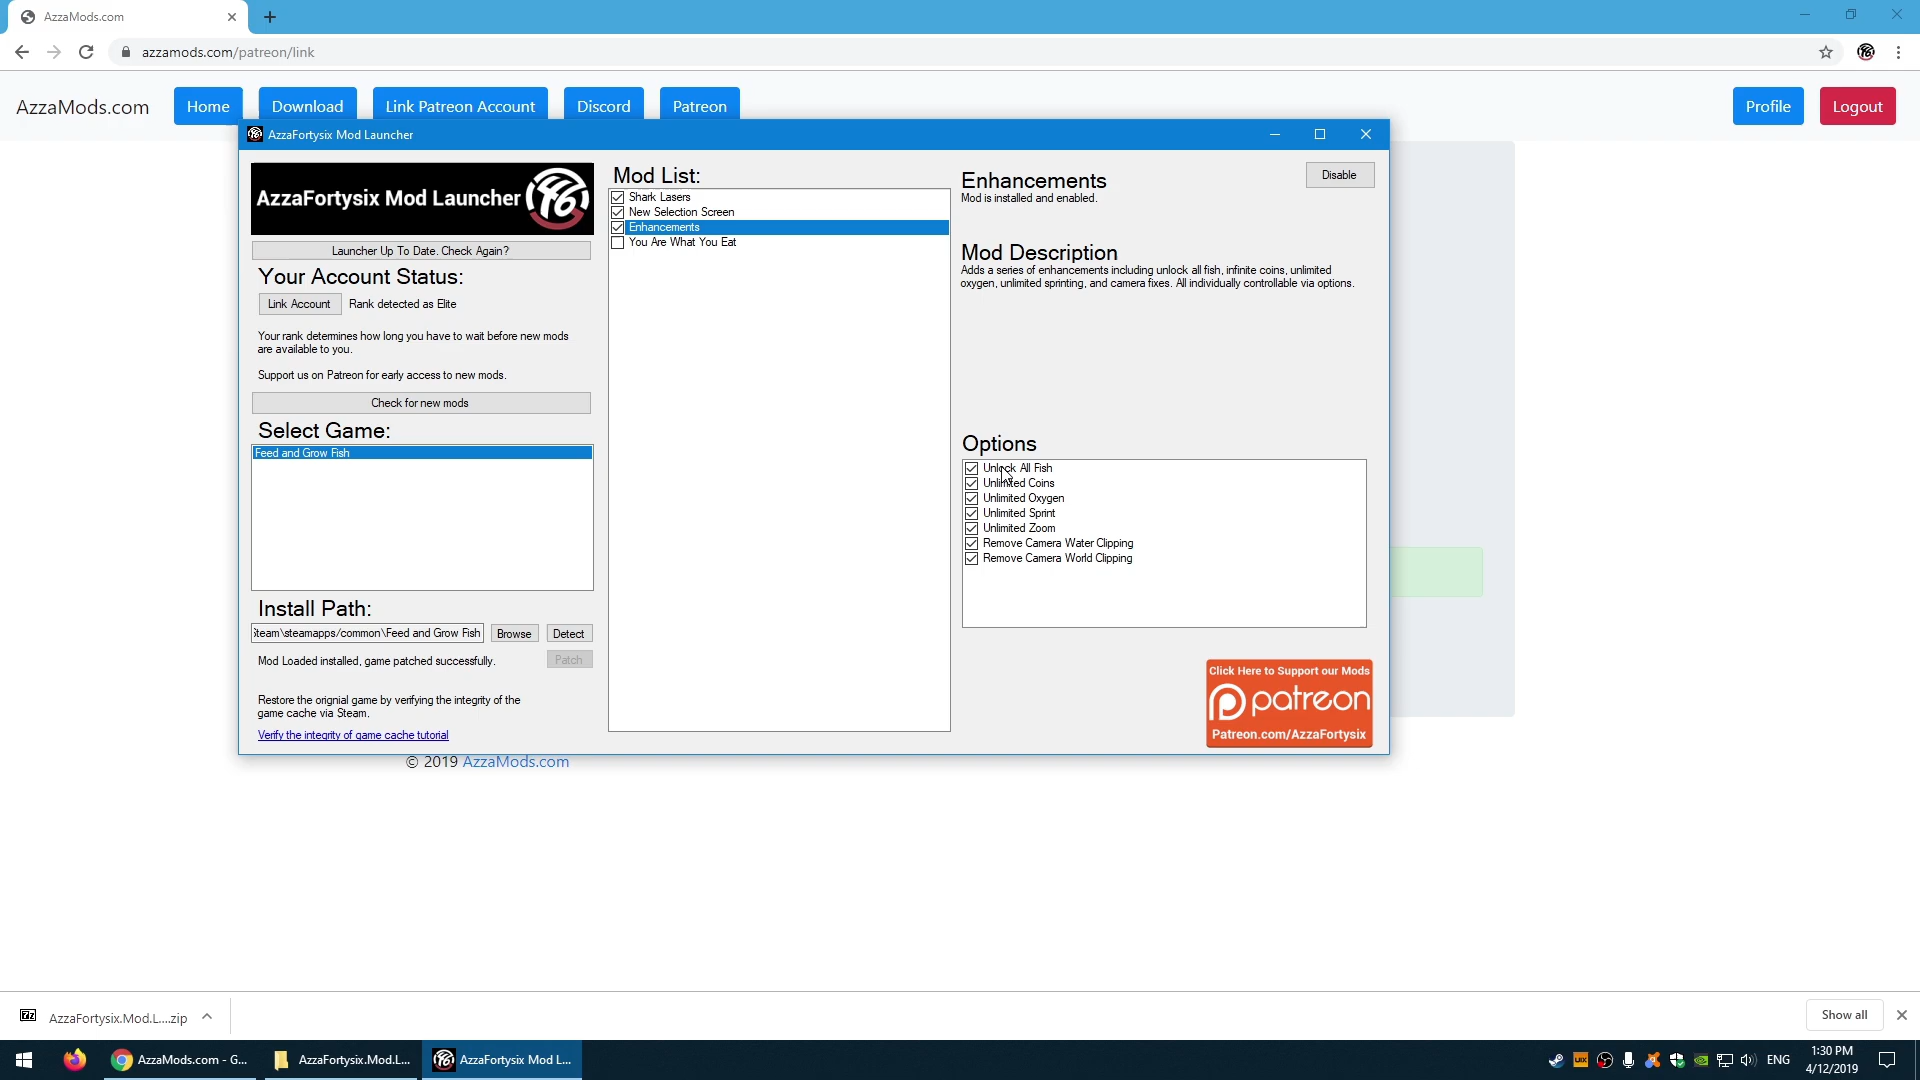 AzzaMods.com
azzamods.com/patreon/link
AzzaMods.com
Home
Download
Link Patreon Account
Discord
Patreon
Profile
Logout
AzzaFortysix Mod Launcher
AzzaFortysix Mod Launcher
Launcher Up To Date. Check Again?
Your Account Status:
Link Account
Rank detected as Elite
Your rank determines how long you have to wait before new mods
are available to you.
Support us on Patreon for early access to new mods.
Check for new mods
Select Game:
Feed and Grow Fish
Install Path:
Steam\steamapps/common\Feed and Grow Fish
Browse
Detect
Mod Loaded installed, game patched successfully.
Patch
Restore the orignial game by verifying the integrity of the
game cache via Steam.
Verify the integrity of game cache tutorial
Mod List:
Shark Lasers
New Selection Screen
Enhancements
You Are What You Eat
Enhancements
Mod is installed and enabled.
Disable
Mod Description
Adds a series of enhancements including unlock all fish, infinite coins, unlimited
oxygen, unlimited sprinting, and camera fixes. All individually controllable via options.
Options
Unlock All Fish
Unlimited Coins
Unlimited Oxygen
Unlimited Sprint
Unlimited Zoom
Remove Camera Water Clipping
Remove Camera World Clipping
Click Here to Support our Mods
patreon
Patreon.com/AzzaFortysix
© 2019 AzzaMods.com
AzzaFortysix.Mod.L....zip
Show all
AzzaMods.com - G...
AzzaFortysix.Mod.L...
AzzaFortysix Mod L...
ENG
1:30 PM
4/12/2019